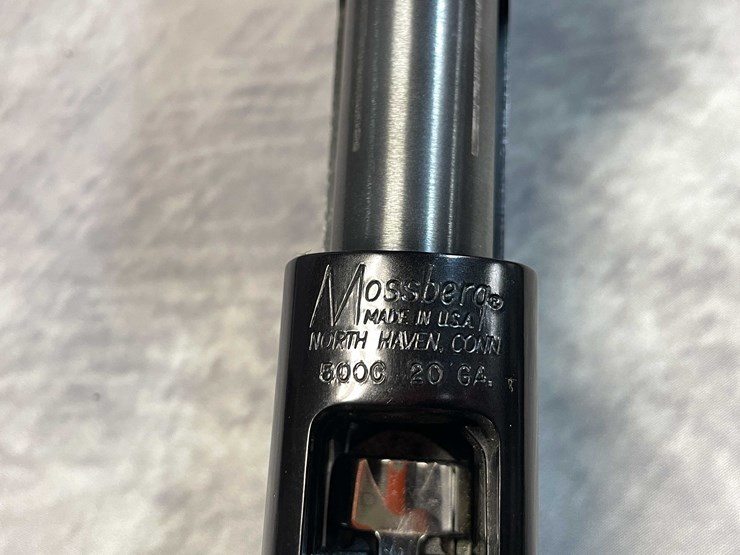 Mossberg®
MADE IN U.S.A
NORTH HAVEN, CONN
500C 20 GA.